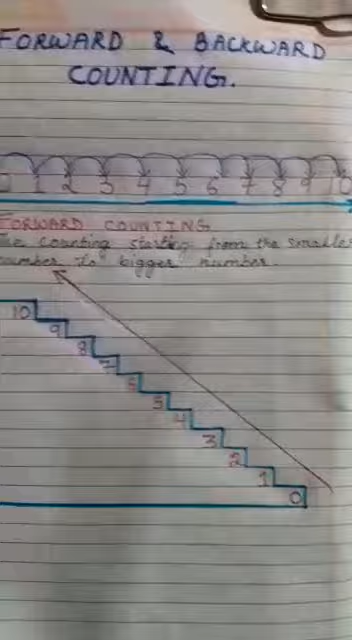 FORWARD & BACKWARD
COUNTING.
0 1 2 3 4 5 6 7 8 9 10
FORWARD COUNTING
The counting starting from the smalles
number to bigger number.
10
9
8
7
6
5
4
3
2
1
0